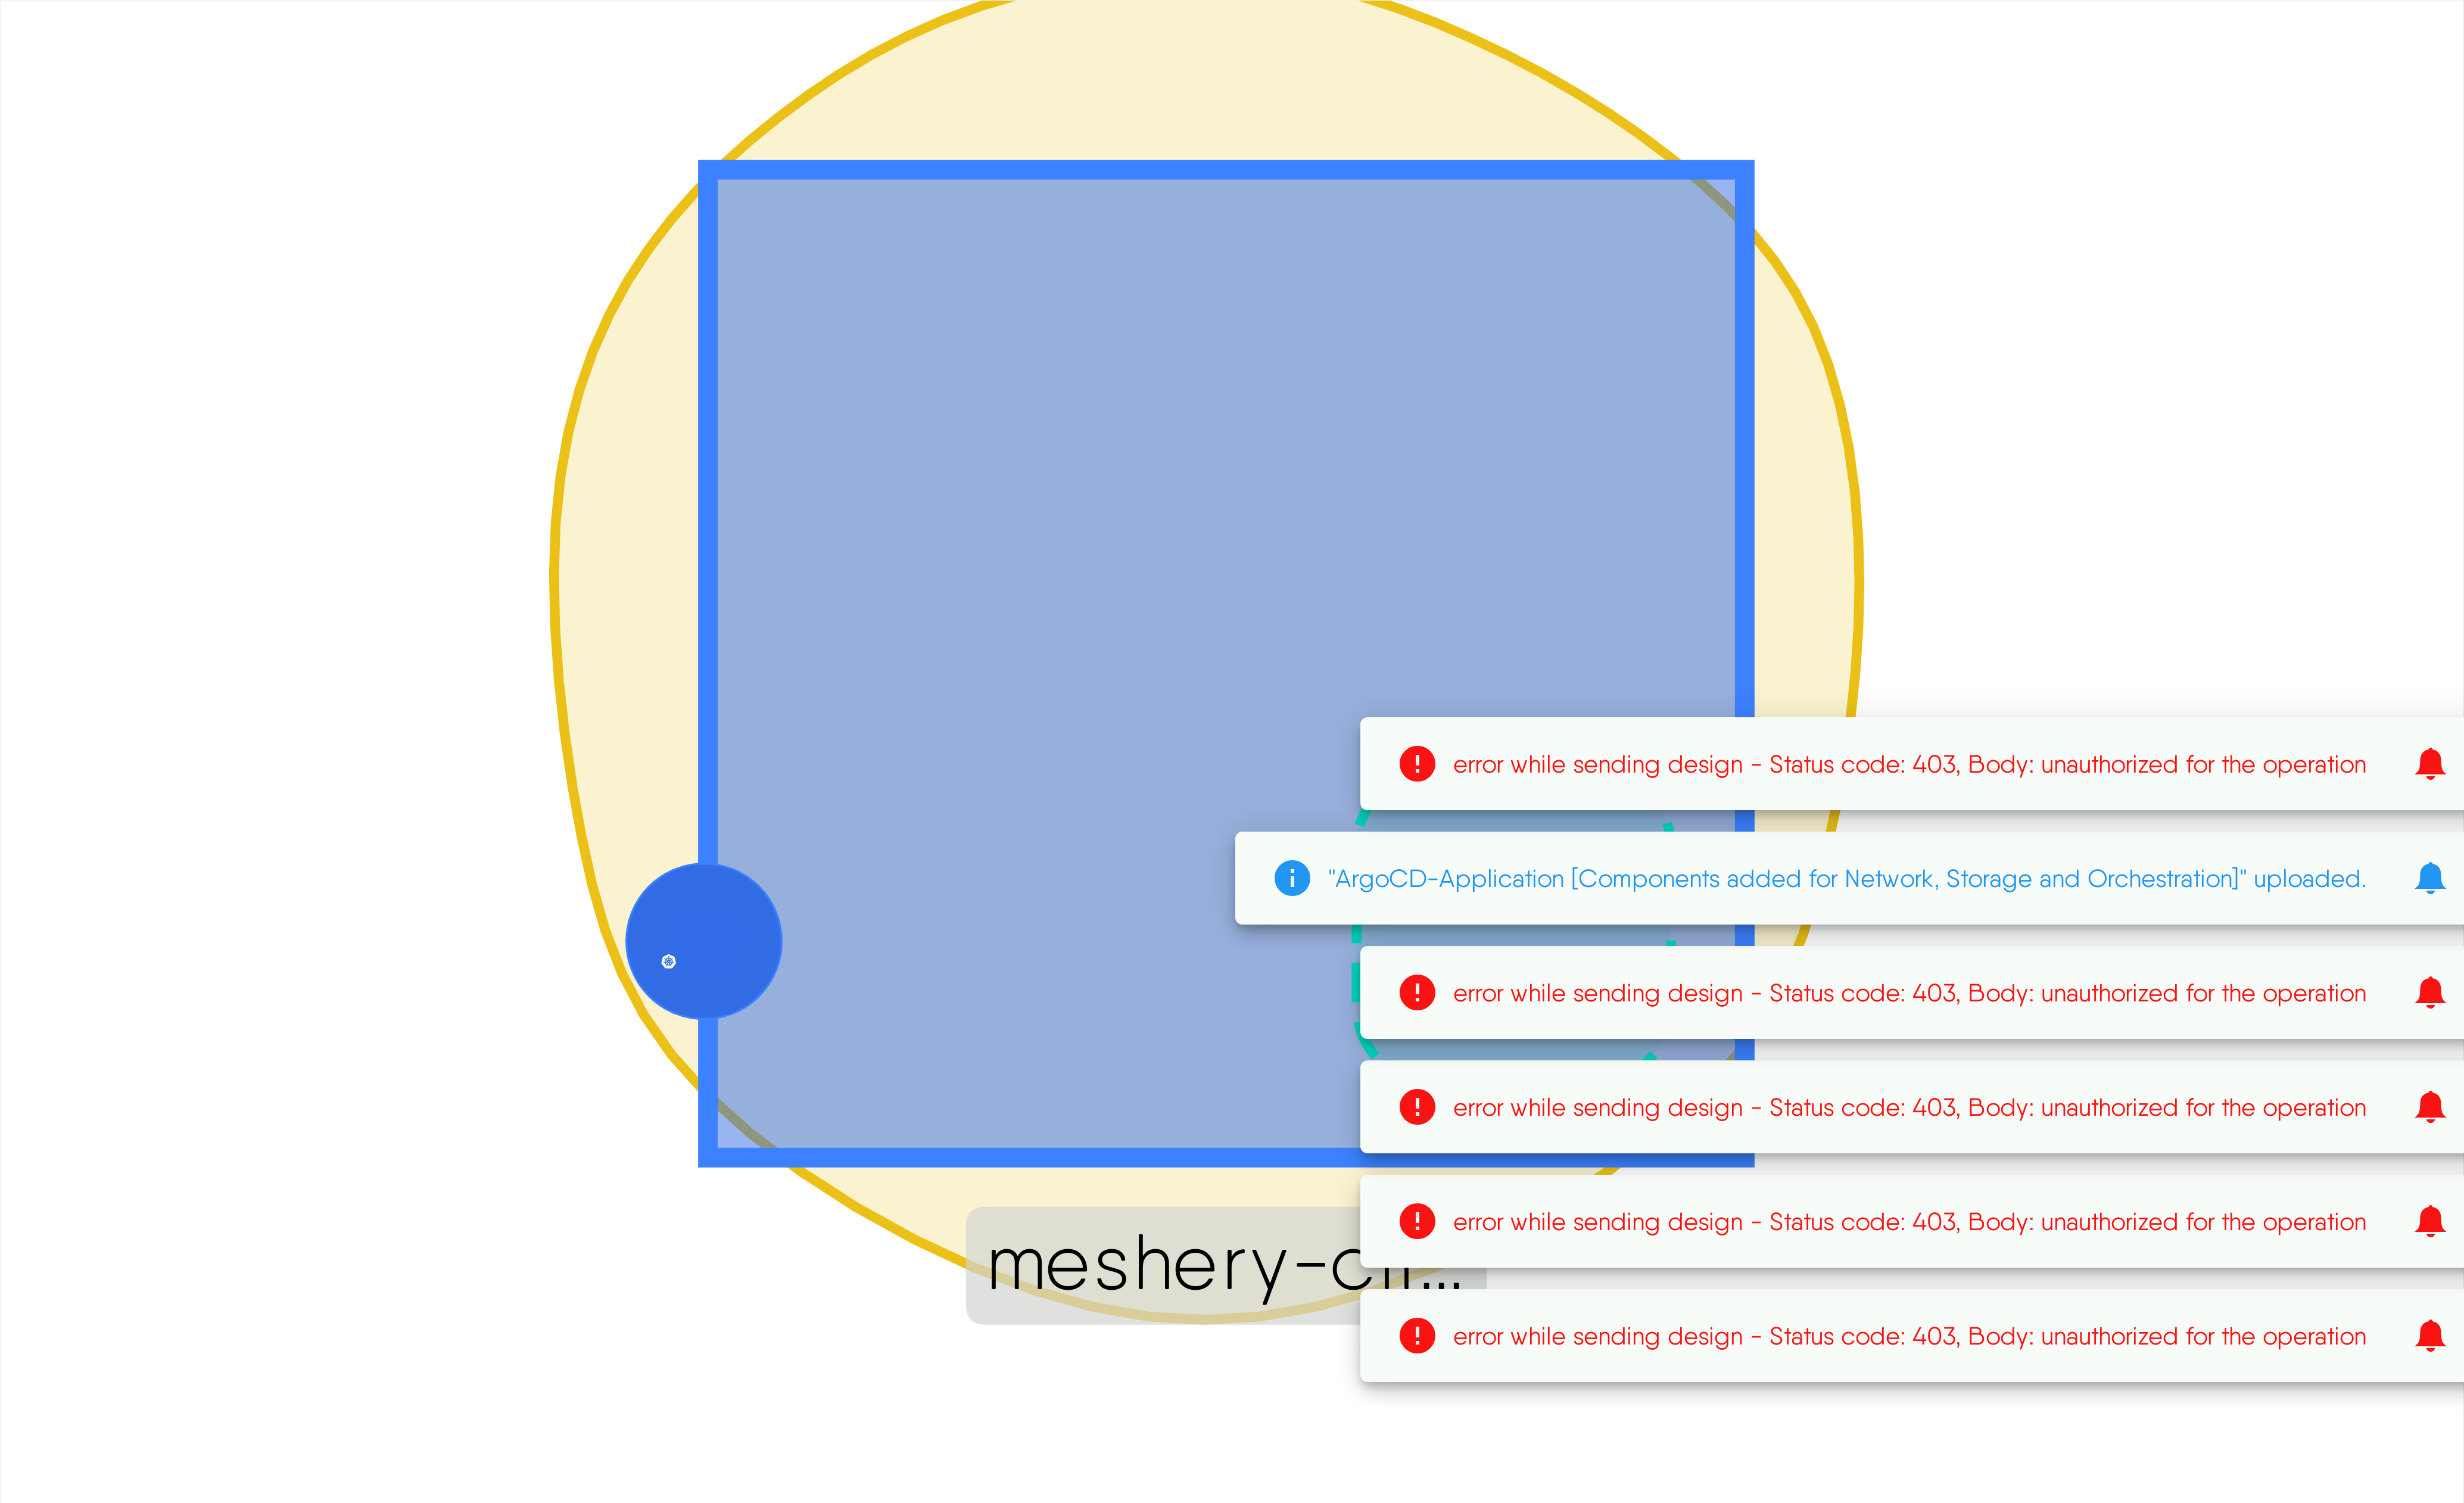 error while sending design - Status code: 403, Body: unauthorized for the operation
"ArgoCD-Application [Components added for Network, Storage and Orchestration]" uploaded.
error while sending design - Status code: 403, Body: unauthorized for the operation
error while sending design - Status code: 403, Body: unauthorized for the operation
error while sending design - Status code: 403, Body: unauthorized for the operation
meshery-c
error while sending design - Status code: 403, Body: unauthorized for the operation